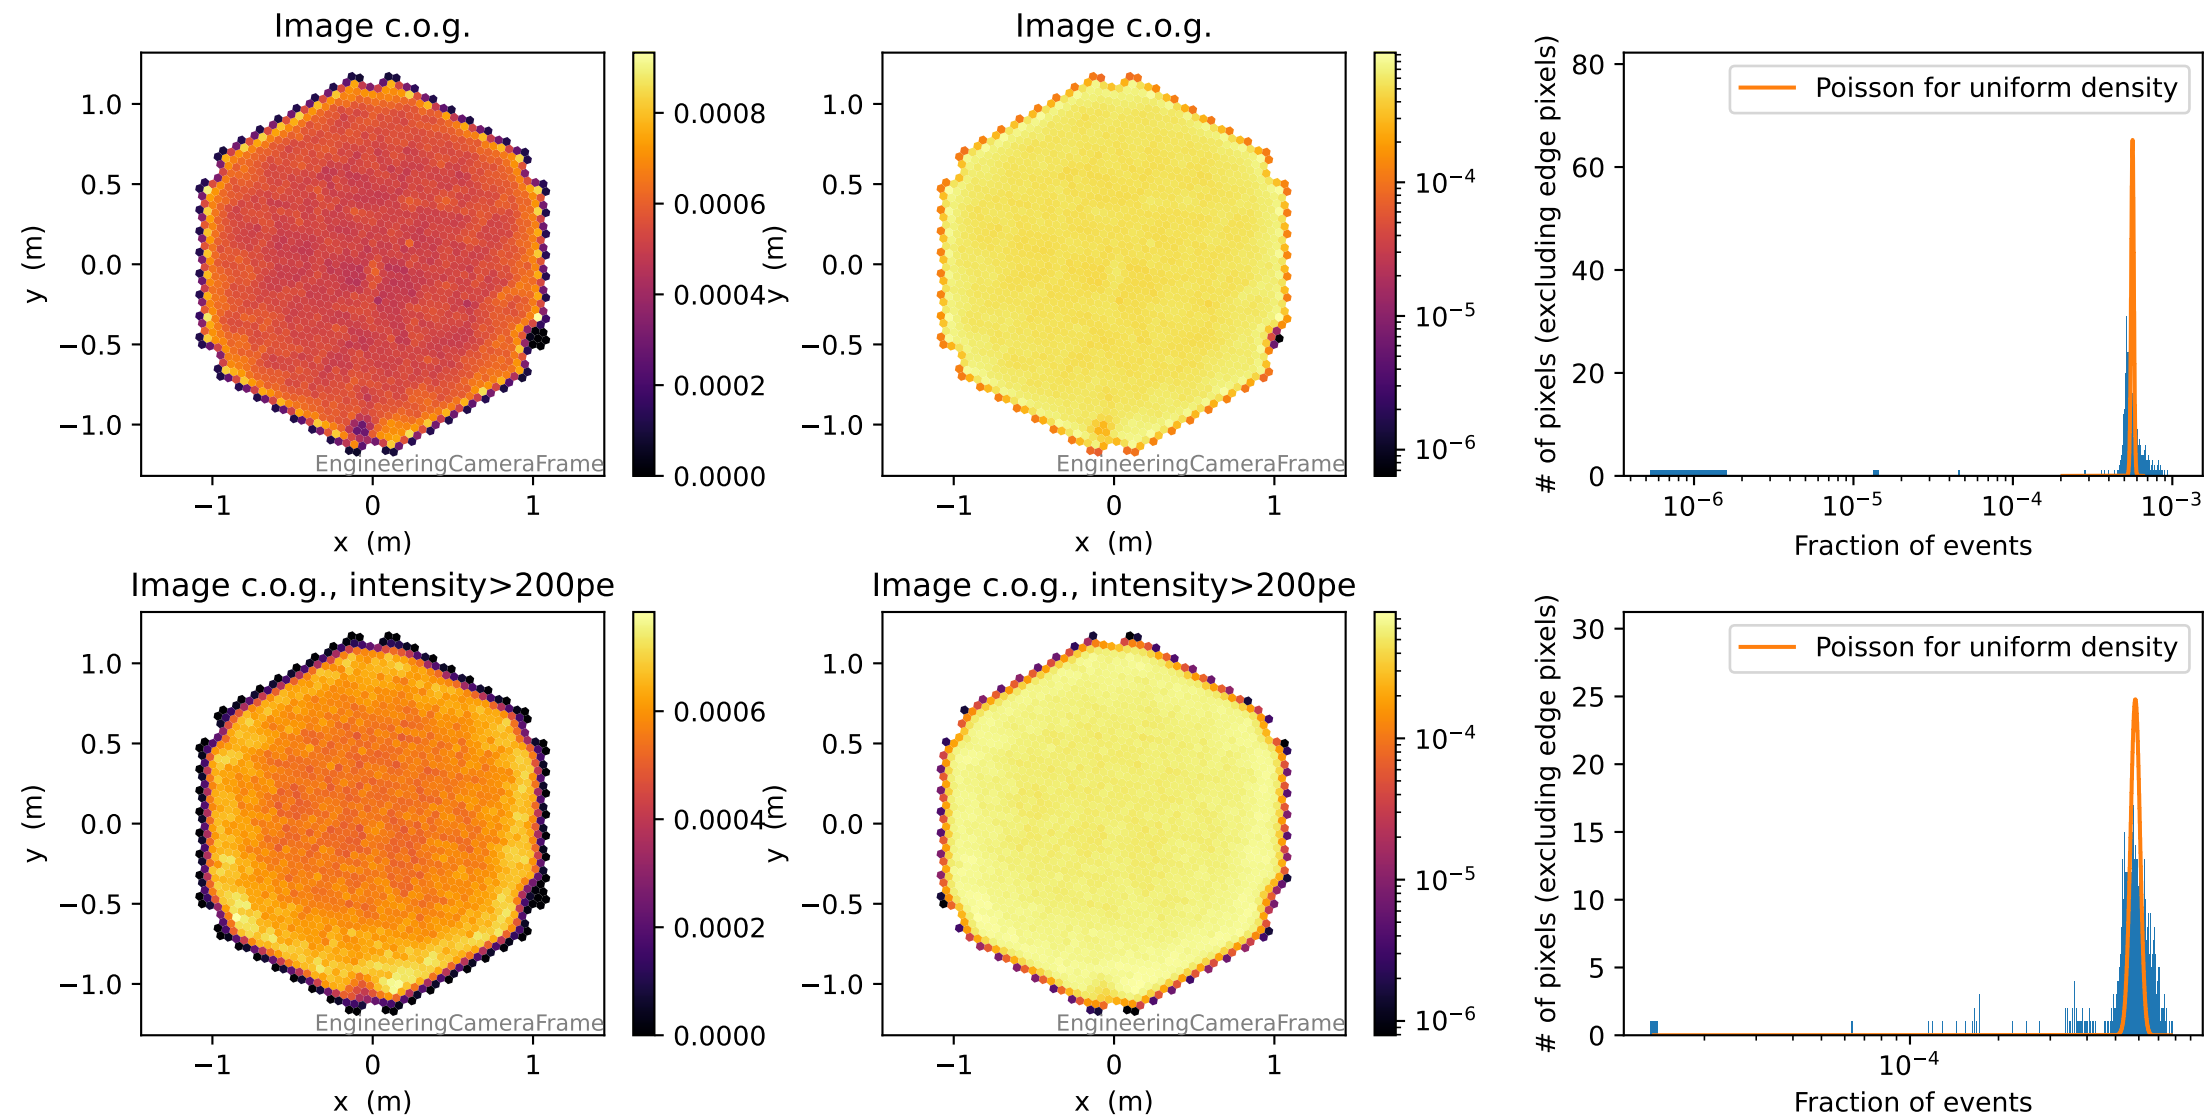 Image c.o.g.
1.0
0.5
0.0
−0.5
−1.0
y (m)
−1
0
1
x (m)
EngineeringCameraFrame
0.0008
0.0006
0.0004
0.0002
0.0000
Image c.o.g.
1.0
0.5
0.0
−0.5
−1.0
y (m)
−1
0
1
x (m)
EngineeringCameraFrame
10⁻⁴
10⁻⁵
10⁻⁶
Poisson for uniform density
# of pixels (excluding edge pixels)
80
60
40
20
0
10⁻⁶
10⁻⁵
10⁻⁴
10⁻³
Fraction of events
Image c.o.g., intensity>200pe
1.0
0.5
0.0
−0.5
−1.0
y (m)
−1
0
1
x (m)
EngineeringCameraFrame
0.0006
0.0004
0.0002
0.0000
Image c.o.g., intensity>200pe
1.0
0.5
0.0
−0.5
−1.0
y (m)
−1
0
1
x (m)
EngineeringCameraFrame
10⁻⁴
10⁻⁵
10⁻⁶
Poisson for uniform density
# of pixels (excluding edge pixels)
30
25
20
15
10
5
0
10⁻⁴
Fraction of events